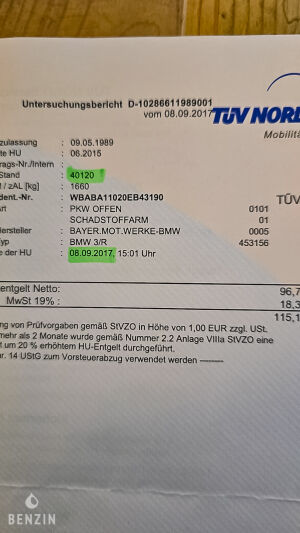 Untersuchungsbericht D-10286611989001
vom 08.09.2017
TÜV NORD
Mobilitä
zulassung : 09.05.1989
te HU : 06.2015
rags-Nr./Intern :
Stand : 40120
/ zAL [kg] : 1660
dent.-Nr. : WBABA11020EB43190
TÜV
rt : PKW OFFEN 0101
SCHADSTOFFARM 01
ersteller : BAYER.MOT.WERKE-BMW 0005
yp : BMW 3/R 453156
e der HU : 08.09.2017, 15:01 Uhr
entgelt Netto: 96,7
MwSt 19% : 18,3
115,1
ng von Prüfvorgaben gemäß StVZO in Höhe von 1,00 EUR zzgl. USt.
mehr als 2 Monate wurde gemäß Nummer 2.2 Anlage VIIIa StVZO eine
f um 20 % erhöhtem HU-Entgelt durchgeführt.
r. 14 UStG zum Vorsteuerabzug verwendet werden
BENZIN